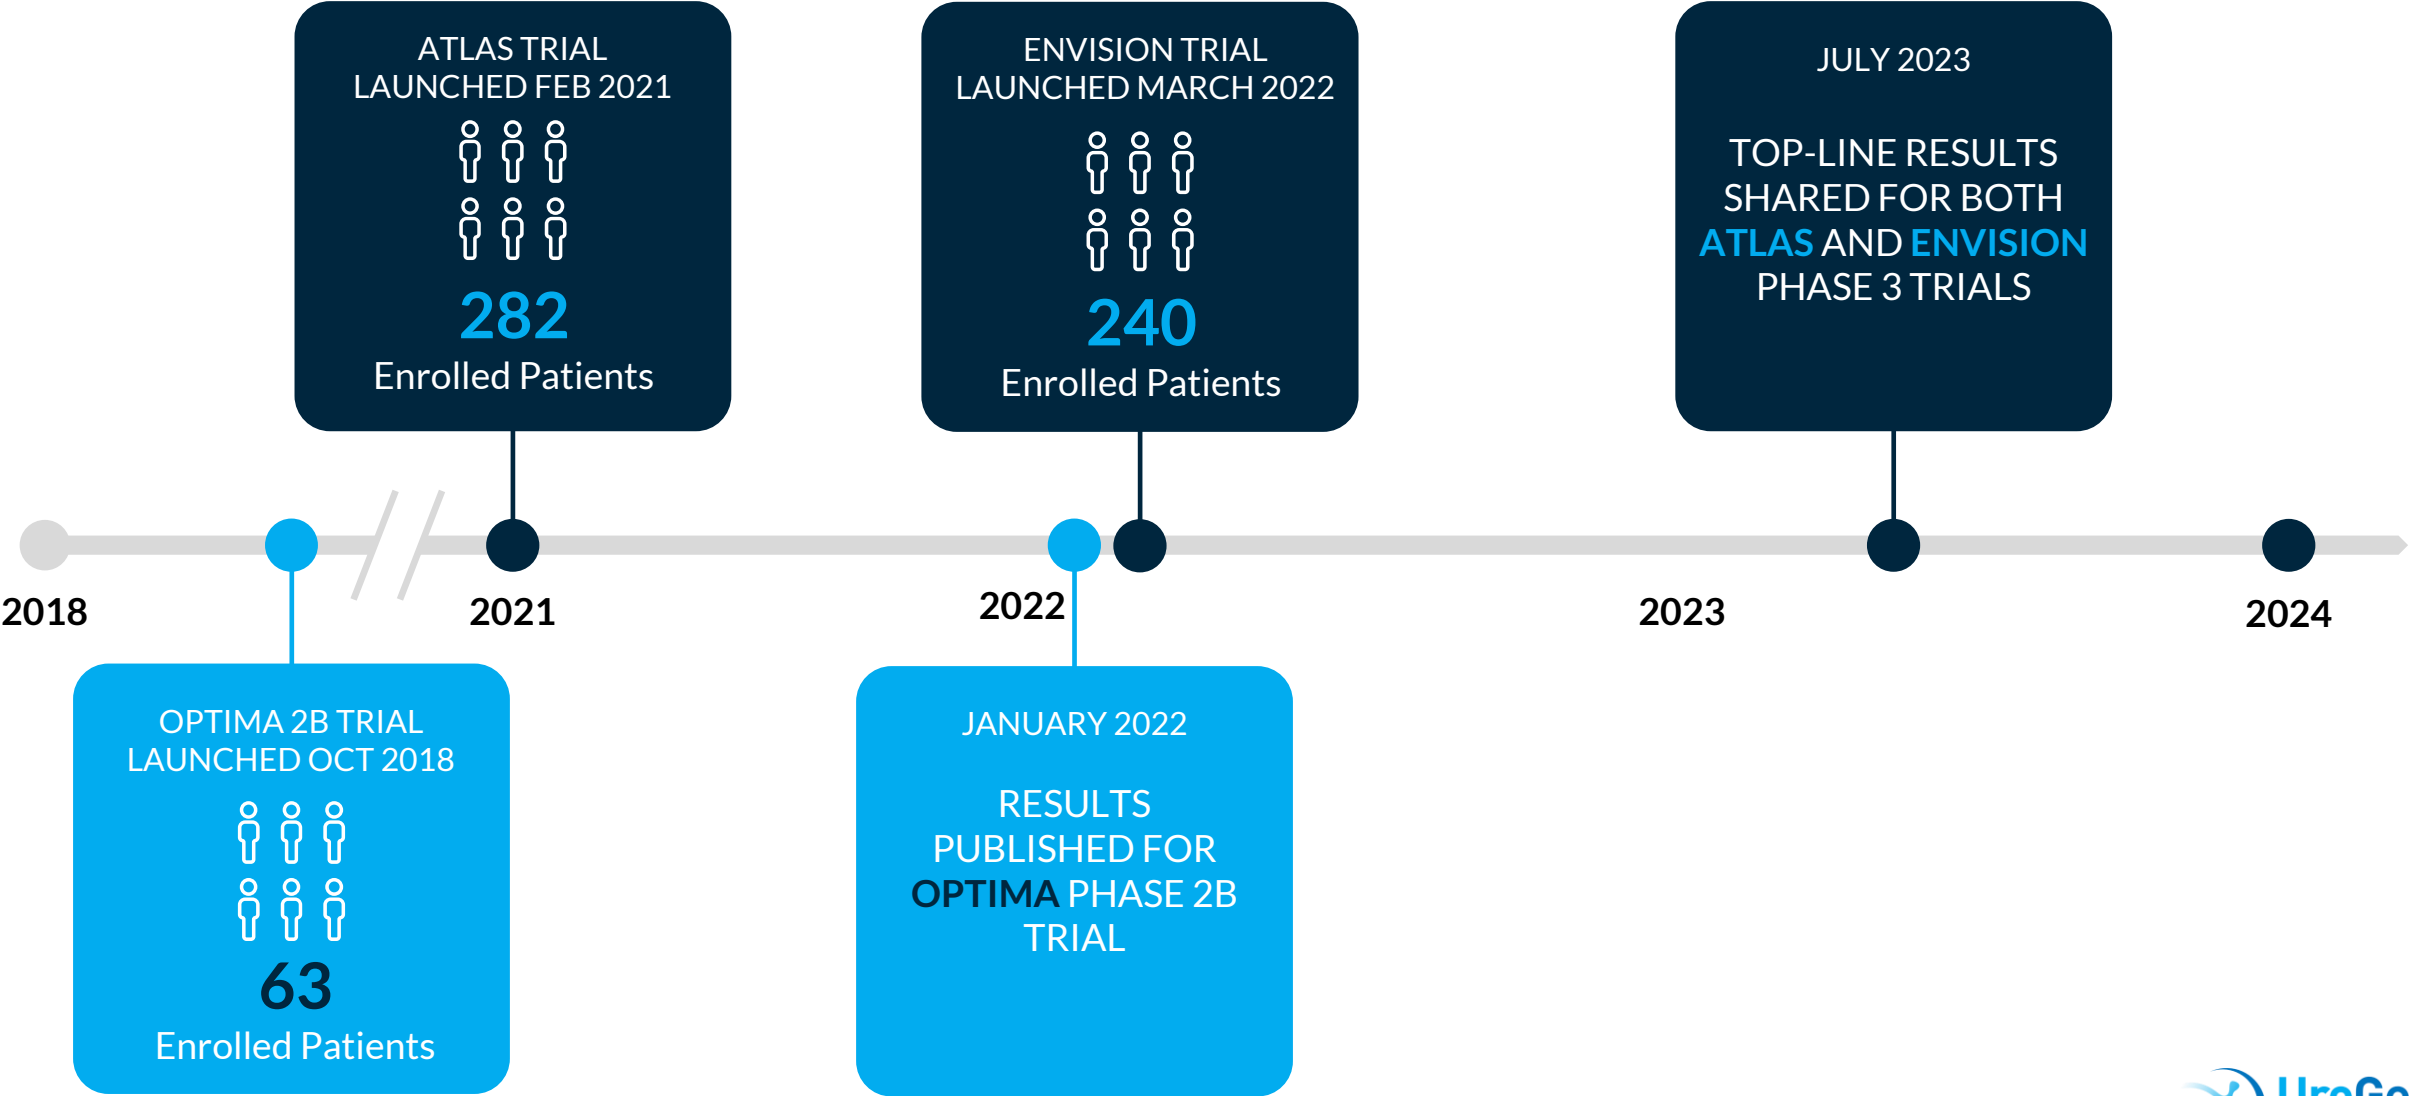 ATLAS TRIAL
LAUNCHED FEB 2021
282
Enrolled Patients
ENVISION TRIAL
LAUNCHED MARCH 2022
240
Enrolled Patients
JULY 2023
TOP-LINE RESULTS
SHARED FOR BOTH
ATLAS AND ENVISION
PHASE 3 TRIALS
2018
2021
2022
2023
2024
OPTIMA 2B TRIAL
LAUNCHED OCT 2018
63
Enrolled Patients
JANUARY 2022
RESULTS
PUBLISHED FOR
OPTIMA PHASE 2B
TRIAL